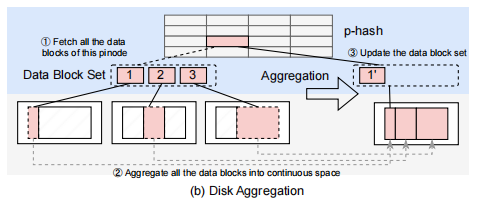 p-hash
① Fetch all the data
blocks of this pinode
③ Update the data block set
Data Block Set
1
2
3
Aggregation
1'
② Aggregate all the data blocks into continuous space
(b) Disk Aggregation